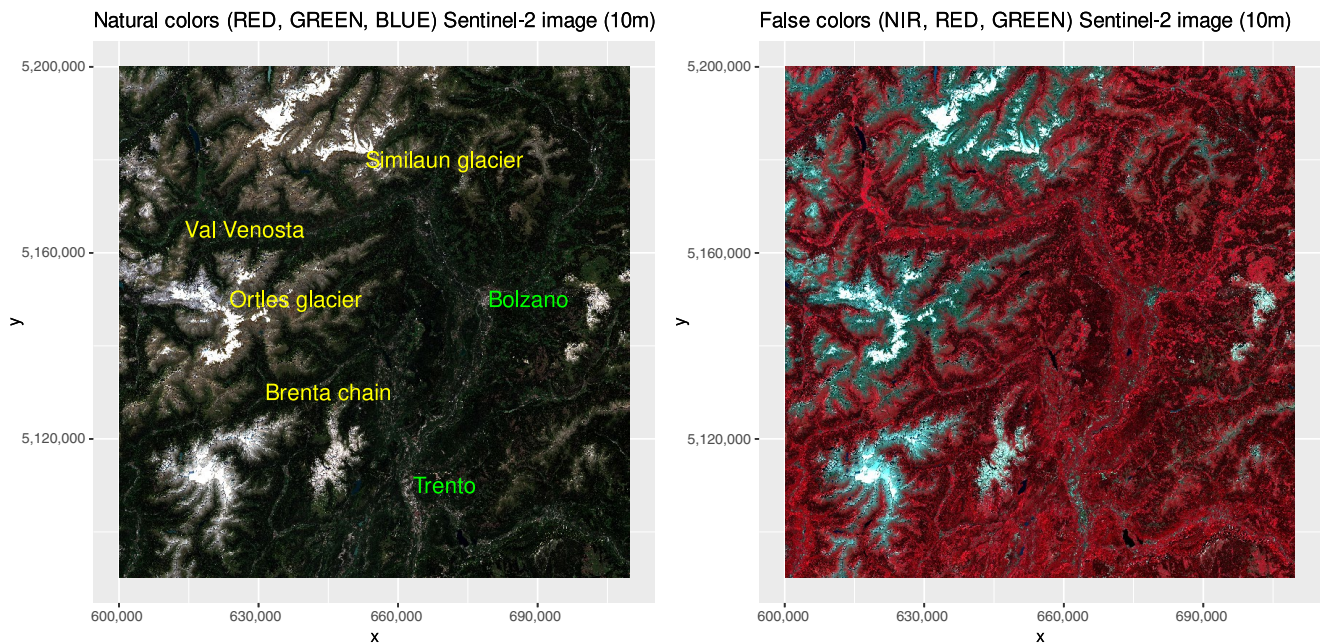 Natural colors (RED, GREEN, BLUE) Sentinel-2 image (10m)
5,200,000
5,160,000
5,120,000
y
Similaun glacier
Val Venosta
Ortles glacier
Bolzano
Brenta chain
Trento
600,000 630,000 660,000 690,000
x
False colors (NIR, RED, GREEN) Sentinel-2 image (10m)
5,200,000
5,160,000
5,120,000
y
600,000 630,000 660,000 690,000
x